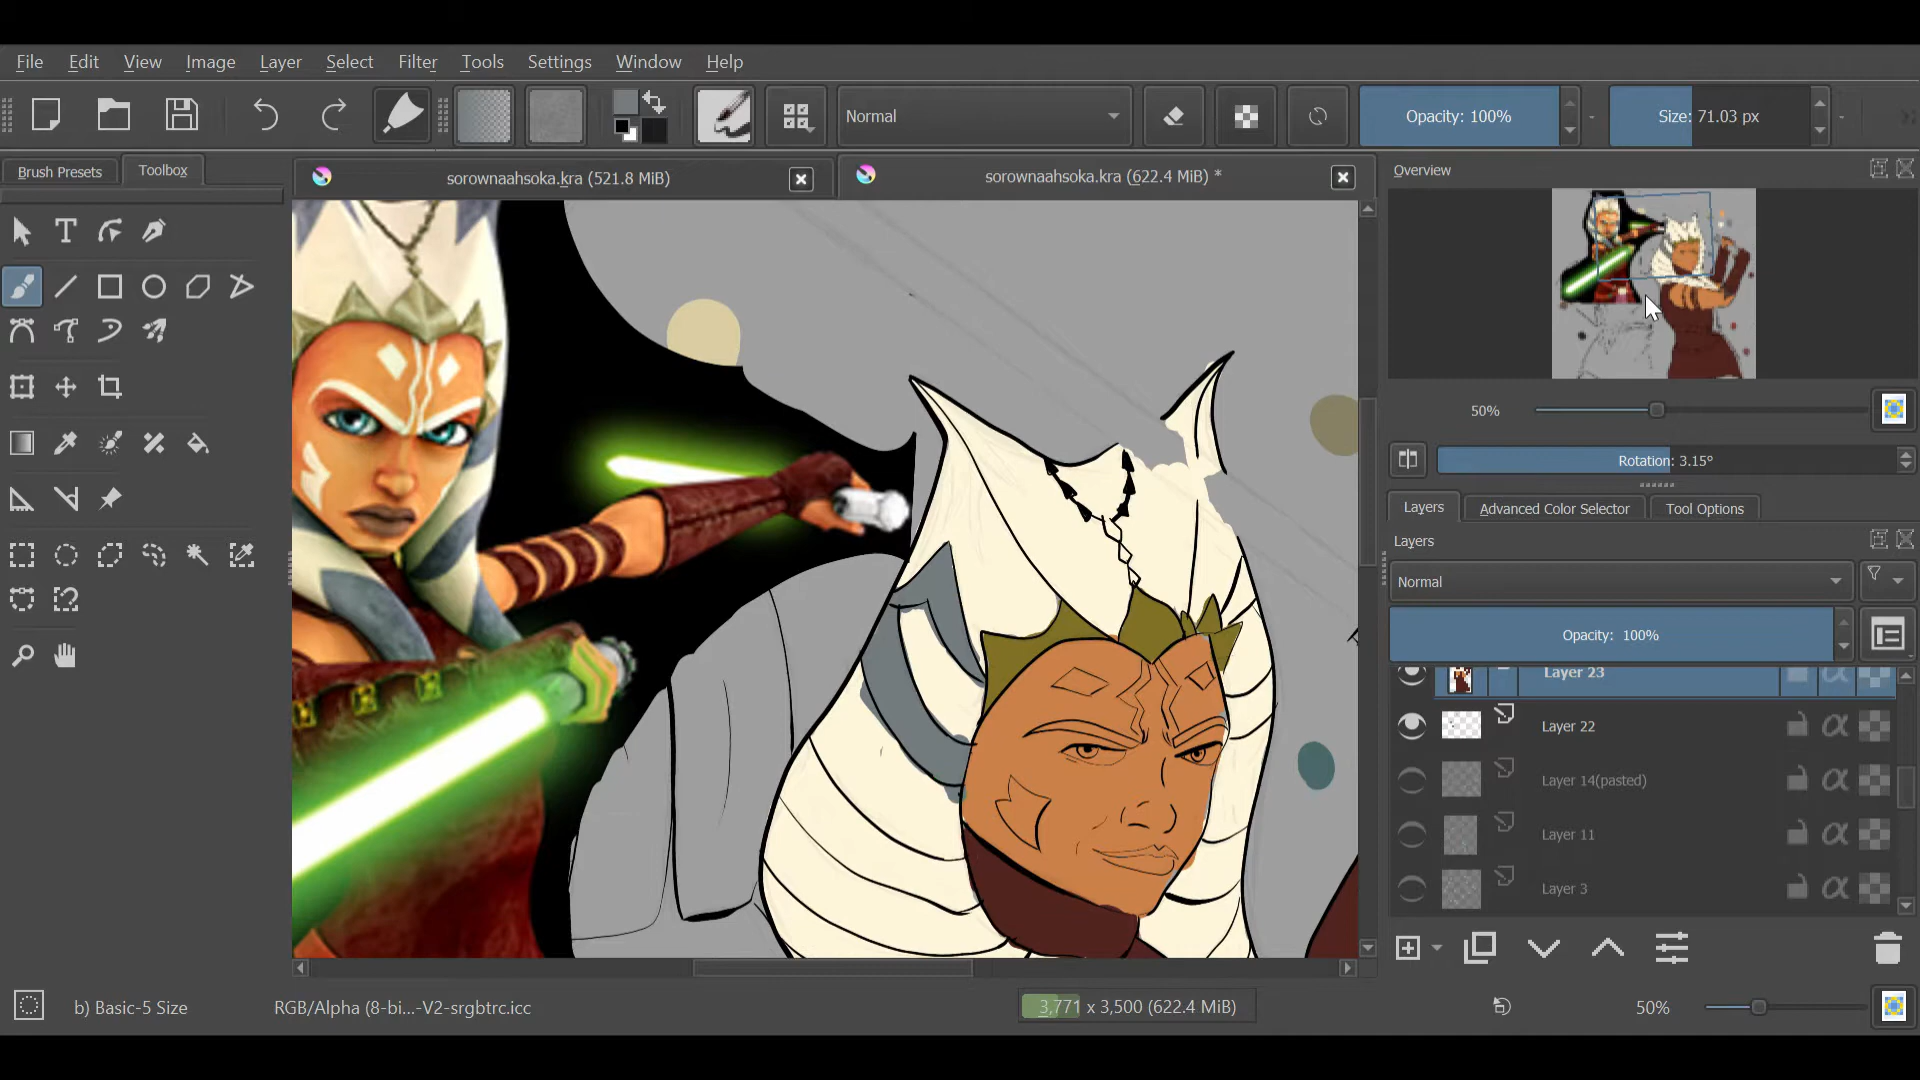 File Edit View Image Layer Select Filter Tools Settings Window Help
Normal
Opacity: 100%
Size: 71.03 px
Brush Presets
Toolbox
sorownaahsoka.kra (521.8 MiB)
sorownaahsoka.kra (622.4 MiB) *
Overview
50%
Rotation: 3.15°
Layers
Advanced Color Selector
Tool Options
Layers
Normal
Opacity: 100%
Layer 23
Layer 22
Layer 14(pasted)
Layer 11
Layer 3
b) Basic-5 Size
RGB/Alpha (8-bi...-V2-srgbtrc.icc
3,771 x 3,500 (622.4 MiB)
50%